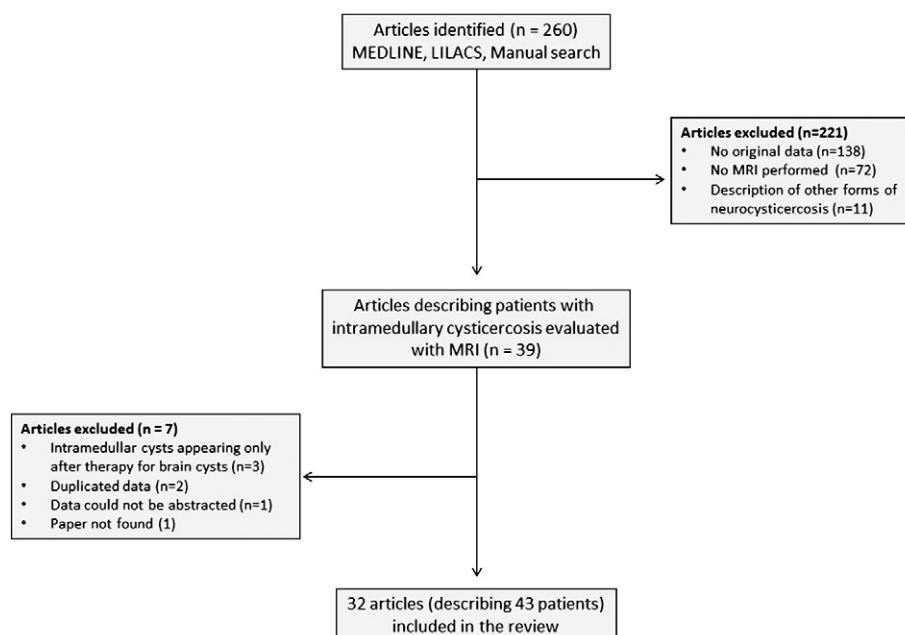 Articles identified (n = 260)
MEDLINE, LILACS, Manual search
Articles excluded (n=221)
• No original data (n=138)
• No MRI performed (n=72)
• Description of other forms of
neurocysticercosis (n=11)
Articles describing patients with
intramedullary cysticercosis evaluated
with MRI (n = 39)
Articles excluded (n = 7)
• Intramedullar cysts appearing only
after therapy for brain cysts (n=3)
• Duplicated data (n=2)
• Data could not be abstracted (n=1)
• Paper not found (1)
32 articles (describing 43 patients)
included in the review